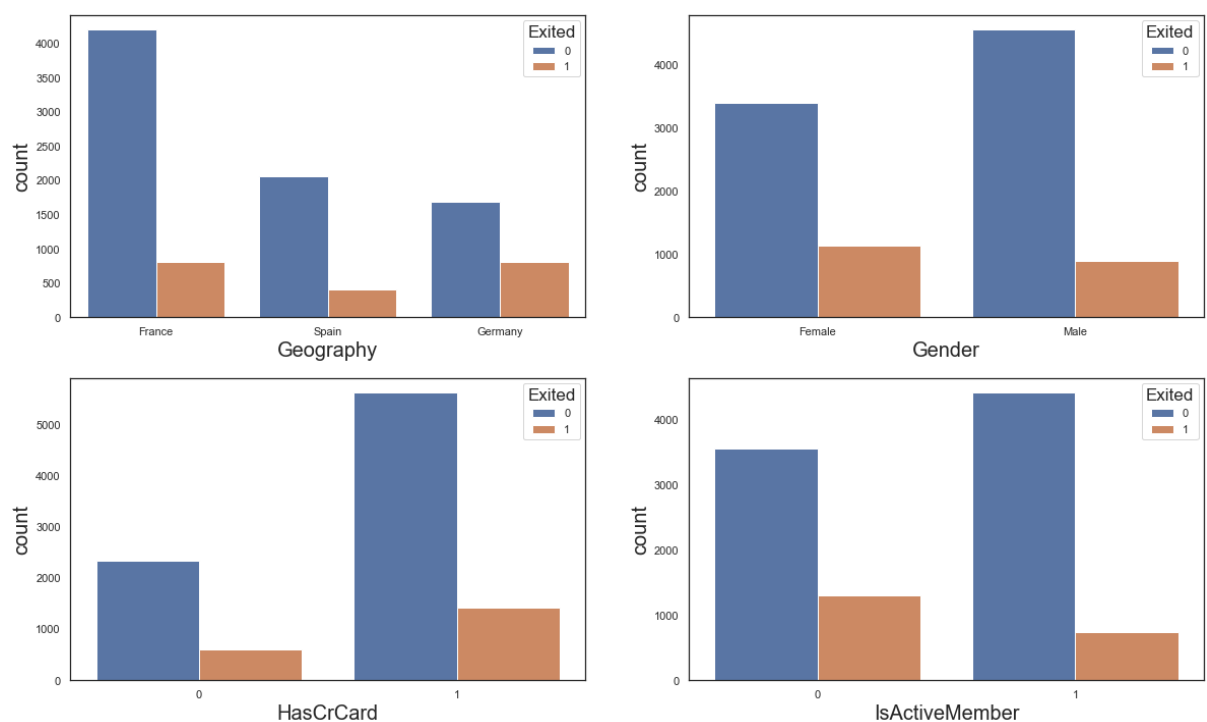 Exited
0
1
4000
3500
3000
2500
2000
1500
1000
500
0
count
France
Spain
Germany
Geography
Exited
0
1
4000
3000
2000
1000
0
count
Female
Male
Gender
Exited
0
1
5000
4000
3000
2000
1000
0
count
0
1
HasCrCard
Exited
0
1
4000
3000
2000
1000
0
count
0
1
IsActiveMember